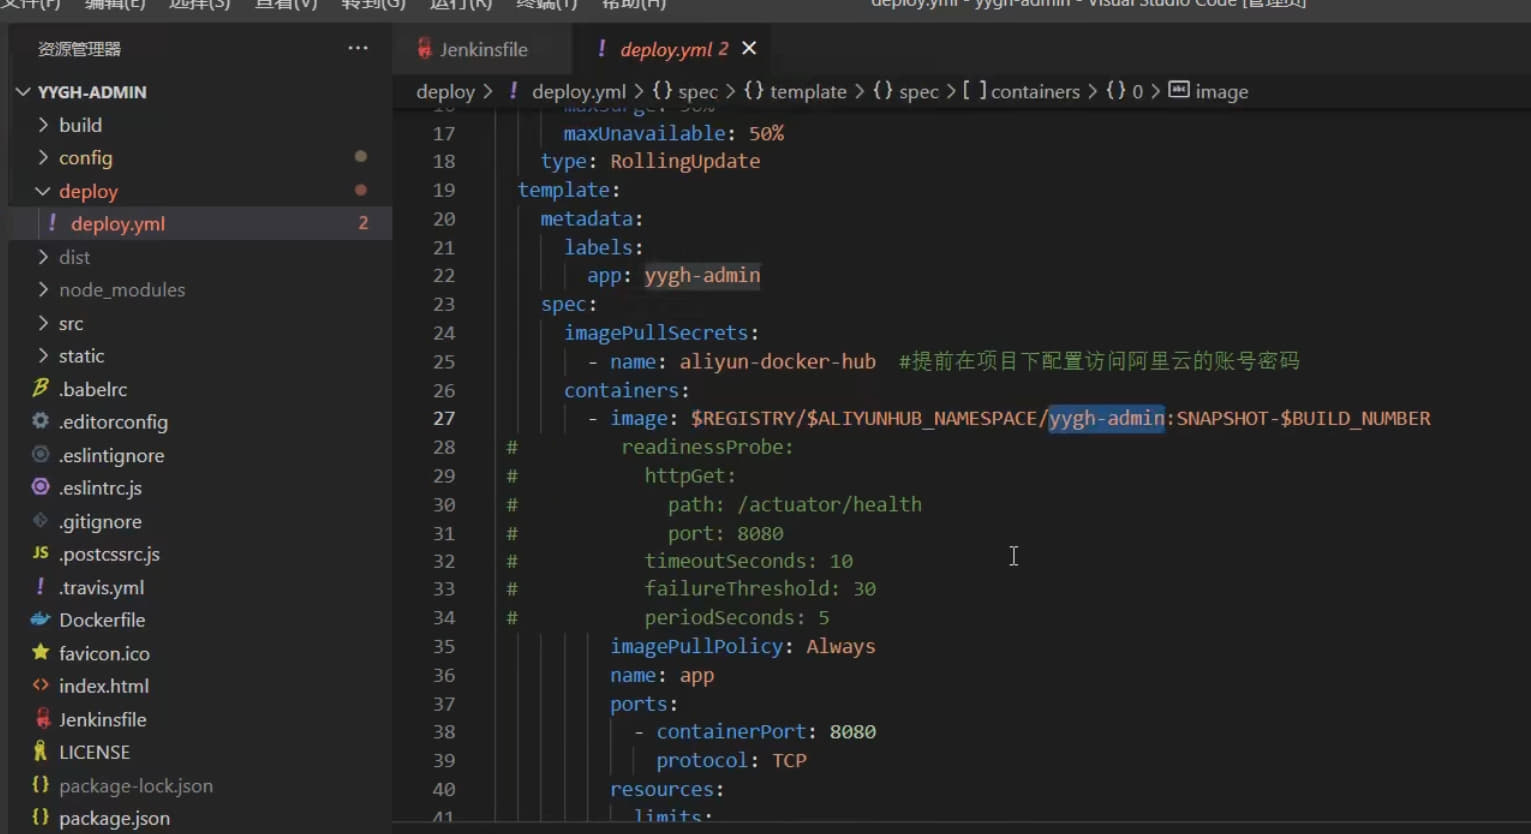 文件(F) 编辑(E) 选择(S) 查看(V) 转到(G) 运行(R) 终端(T) 帮助(H) deploy.yml - yygh-admin - Visual Studio Code [管理员]
资源管理器 ···
Jenkinsfile ! deploy.yml 2 ×
YYGH-ADMIN
deploy > ! deploy.yml > {} spec > {} template > {} spec > [ ] containers > {} 0 > image
build
config
deploy
! deploy.yml 2
dist
node_modules
src
static
.babelrc
.editorconfig
.eslintignore
.eslintrc.js
.gitignore
JS .postcssrc.js
! .travis.yml
Dockerfile
favicon.ico
<> index.html
Jenkinsfile
LICENSE
{} package-lock.json
{} package.json
16 maxSurge: 50%
17 maxUnavailable: 50%
18 type: RollingUpdate
19 template:
20 metadata:
21 labels:
22 app: yygh-admin
23 spec:
24 imagePullSecrets:
25 - name: aliyun-docker-hub #提前在项目下配置访问阿里云的账号密码
26 containers:
27 - image: $REGISTRY/$ALIYUNHUB_NAMESPACE/yygh-admin:SNAPSHOT-$BUILD_NUMBER
28 # readinessProbe:
29 # httpGet:
30 # path: /actuator/health
31 # port: 8080
32 # timeoutSeconds: 10
33 # failureThreshold: 30
34 # periodSeconds: 5
35 imagePullPolicy: Always
36 name: app
37 ports:
38 - containerPort: 8080
39 protocol: TCP
40 resources:
41 limits: